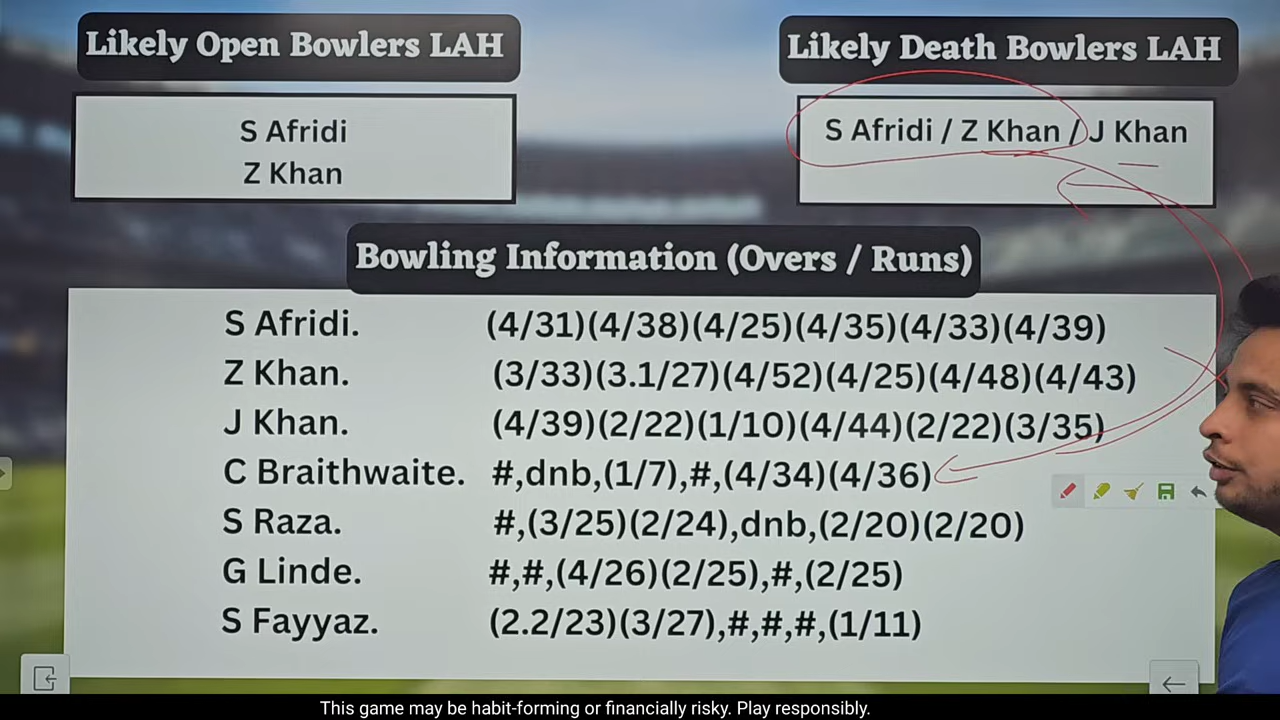 Likely Open Bowlers LAH
Likely Death Bowlers LAH
S Afridi
Z Khan
S Afridi / Z Khan / J Khan
Bowling Information (Overs / Runs)
S Afridi. (4/31)(4/38)(4/25)(4/35)(4/33)(4/39)
Z Khan. (3/33)(3.1/27)(4/52)(4/25)(4/48)(4/43)
J Khan. (4/39)(2/22)(1/10)(4/44)(2/22)(3/35)
C Braithwaite. #,dnb,(1/7),#,(4/34)(4/36)
S Raza. #,(3/25)(2/24),dnb,(2/20)(2/20)
G Linde. #,#,(4/26)(2/25),#,(2/25)
S Fayyaz. (2.2/23)(3/27),#,#,#,(1/11)
This game may be habit-forming or financially risky. Play responsibly.